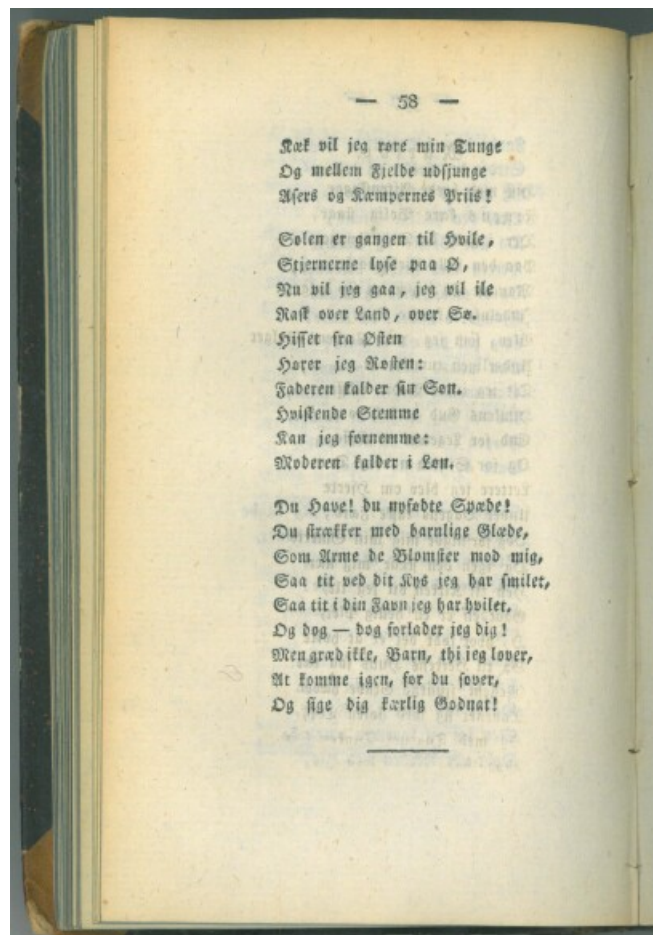 — 58 —
Kæk vil jeg røre min Tunge
Og mellem Fjelde udsjunge
Asers og Kæmpernes Priis!
Solen er gangen til Hvile,
Stjernerne lyse paa Ø,
Nu vil jeg gaa, jeg vil ile
Rask over Land, over Sø.
Hisset fra Østen
Hører jeg Røsten:
Faderen kalder sin Søn.
Hviskende Stemme
Kan jeg fornemme:
Moderen kalder i Løn.
Du Have! du nyfødte Spæde!
Du strækker med barnlige Glæde,
Som Arme de Blomster mod mig,
Saa tit ved dit Kys jeg har smilet,
Saa tit i din Favn jeg har hvilet.
Og dog — dog forlader jeg dig!
Men græd ikke, Barn, thi jeg lover,
At komme igen, før du sover,
Og sige dig kærlig Godnat!